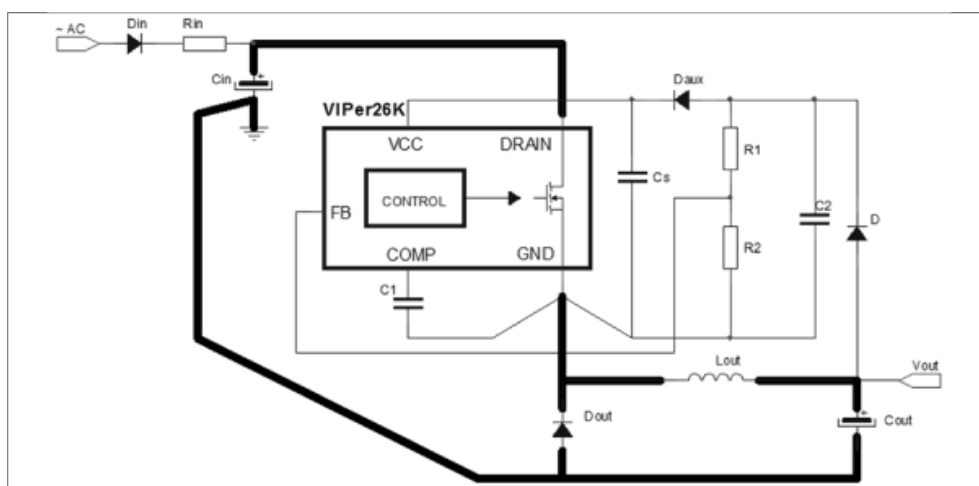 ~ AC
Din
Rin
Cin
+
VIPer26K
VCC
DRAIN
Daux
R1
Cs
CONTROL
FB
C2
D
R2
COMP
GND
C1
Lout
Vout
Dout
+
Cout